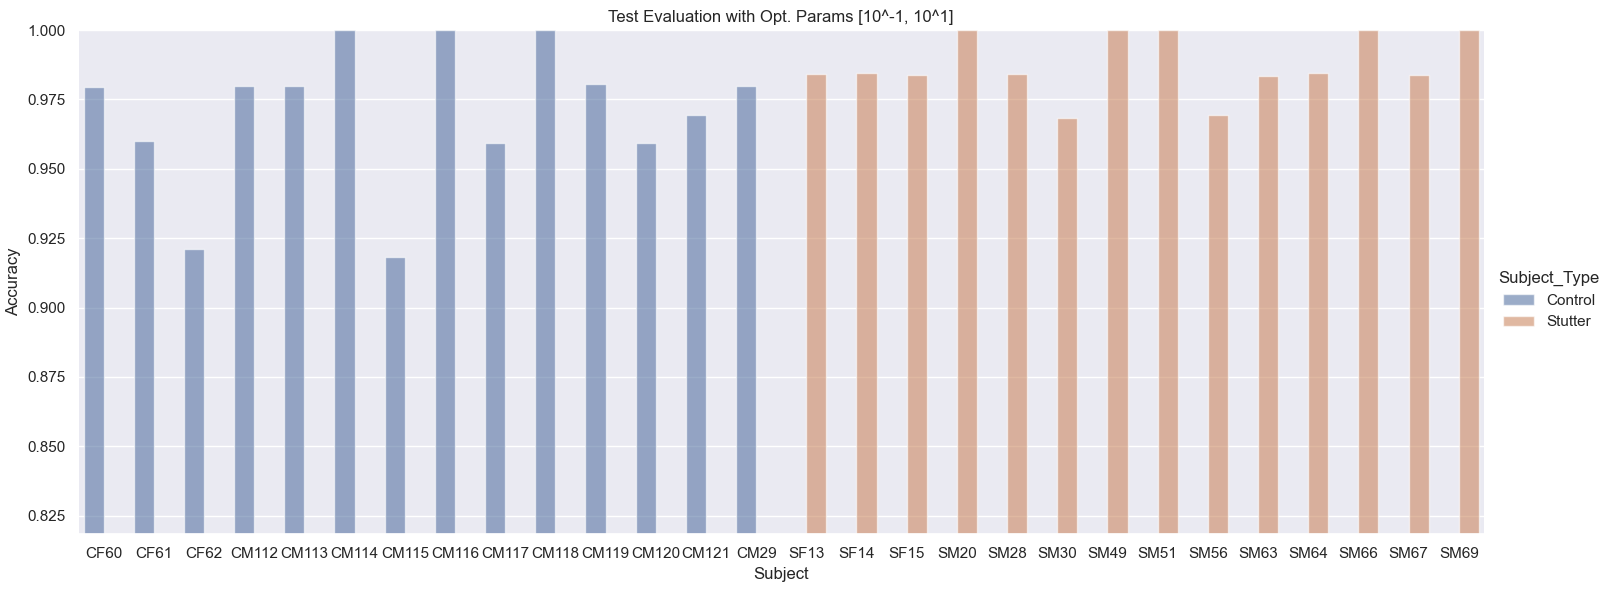 Test Evaluation with Opt. Params [10^-1, 10^1]
1.000
0.975
0.950
0.925
0.900
0.875
0.850
0.825
Accuracy
CF60 CF61 CF62 CM112 CM113 CM114 CM115 CM116 CM117 CM118 CM119 CM120 CM121 CM29 SF13 SF14 SF15 SM20 SM28 SM30 SM49 SM51 SM56 SM63 SM64 SM66 SM67 SM69
Subject
Subject_Type
Control
Stutter